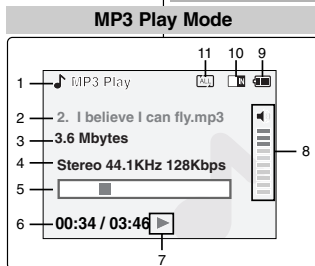 MP3 Play Mode
11 10 9
1 MP3 Play ALL N
2 2. I believe I can fly.mp3
3 3.6 Mbytes
8
4 Stereo 44.1KHz 128Kbps
5
6 00:34 / 03:46
7